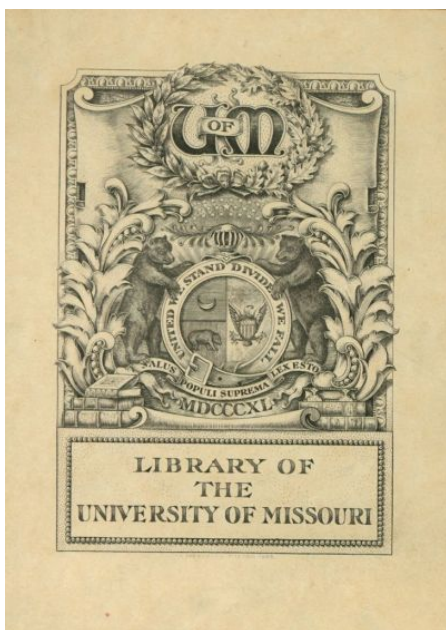 U OF M
UNITED WE STAND DIVIDED WE FALL
SALUS POPULI SUPREMA LEX ESTO
MDCCCXL
LIBRARY OF
THE
UNIVERSITY OF MISSOURI